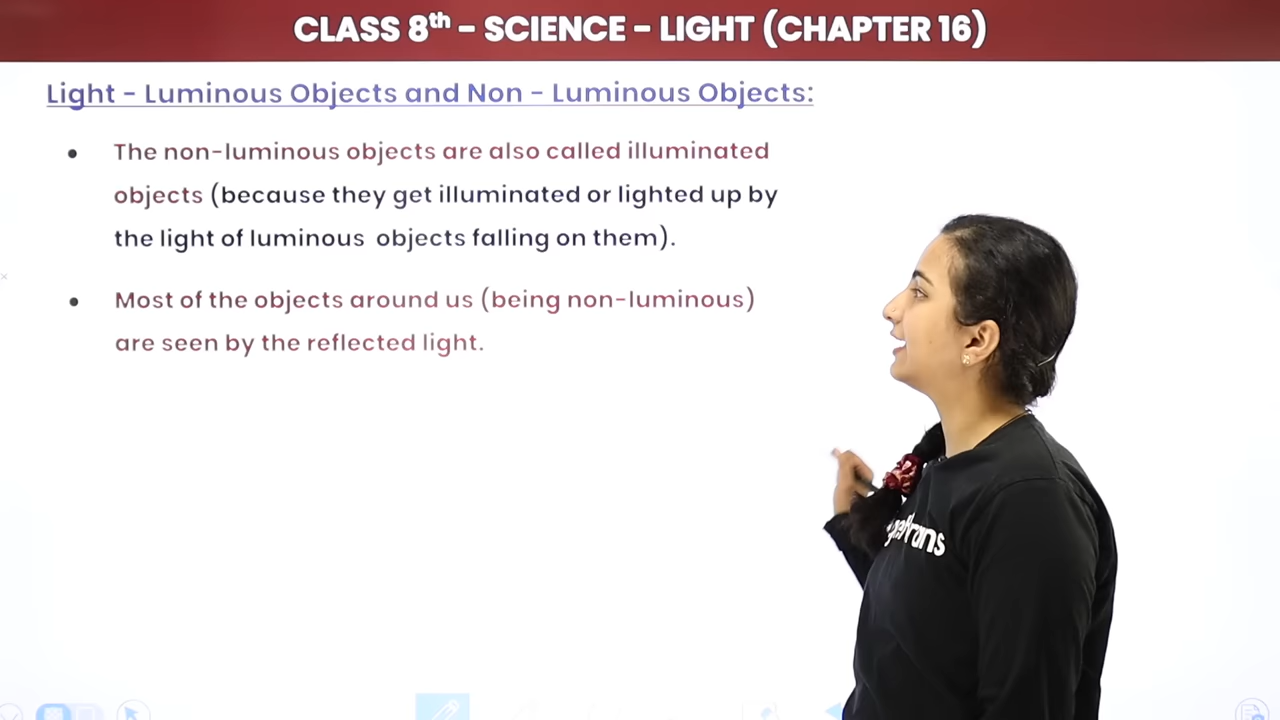 CLASS 8th - SCIENCE - LIGHT (CHAPTER 16)
Light - Luminous Objects and Non - Luminous Objects:
• The non-luminous objects are also called illuminated
objects (because they get illuminated or lighted up by
the light of luminous objects falling on them).
• Most of the objects around us (being non-luminous)
are seen by the reflected light.